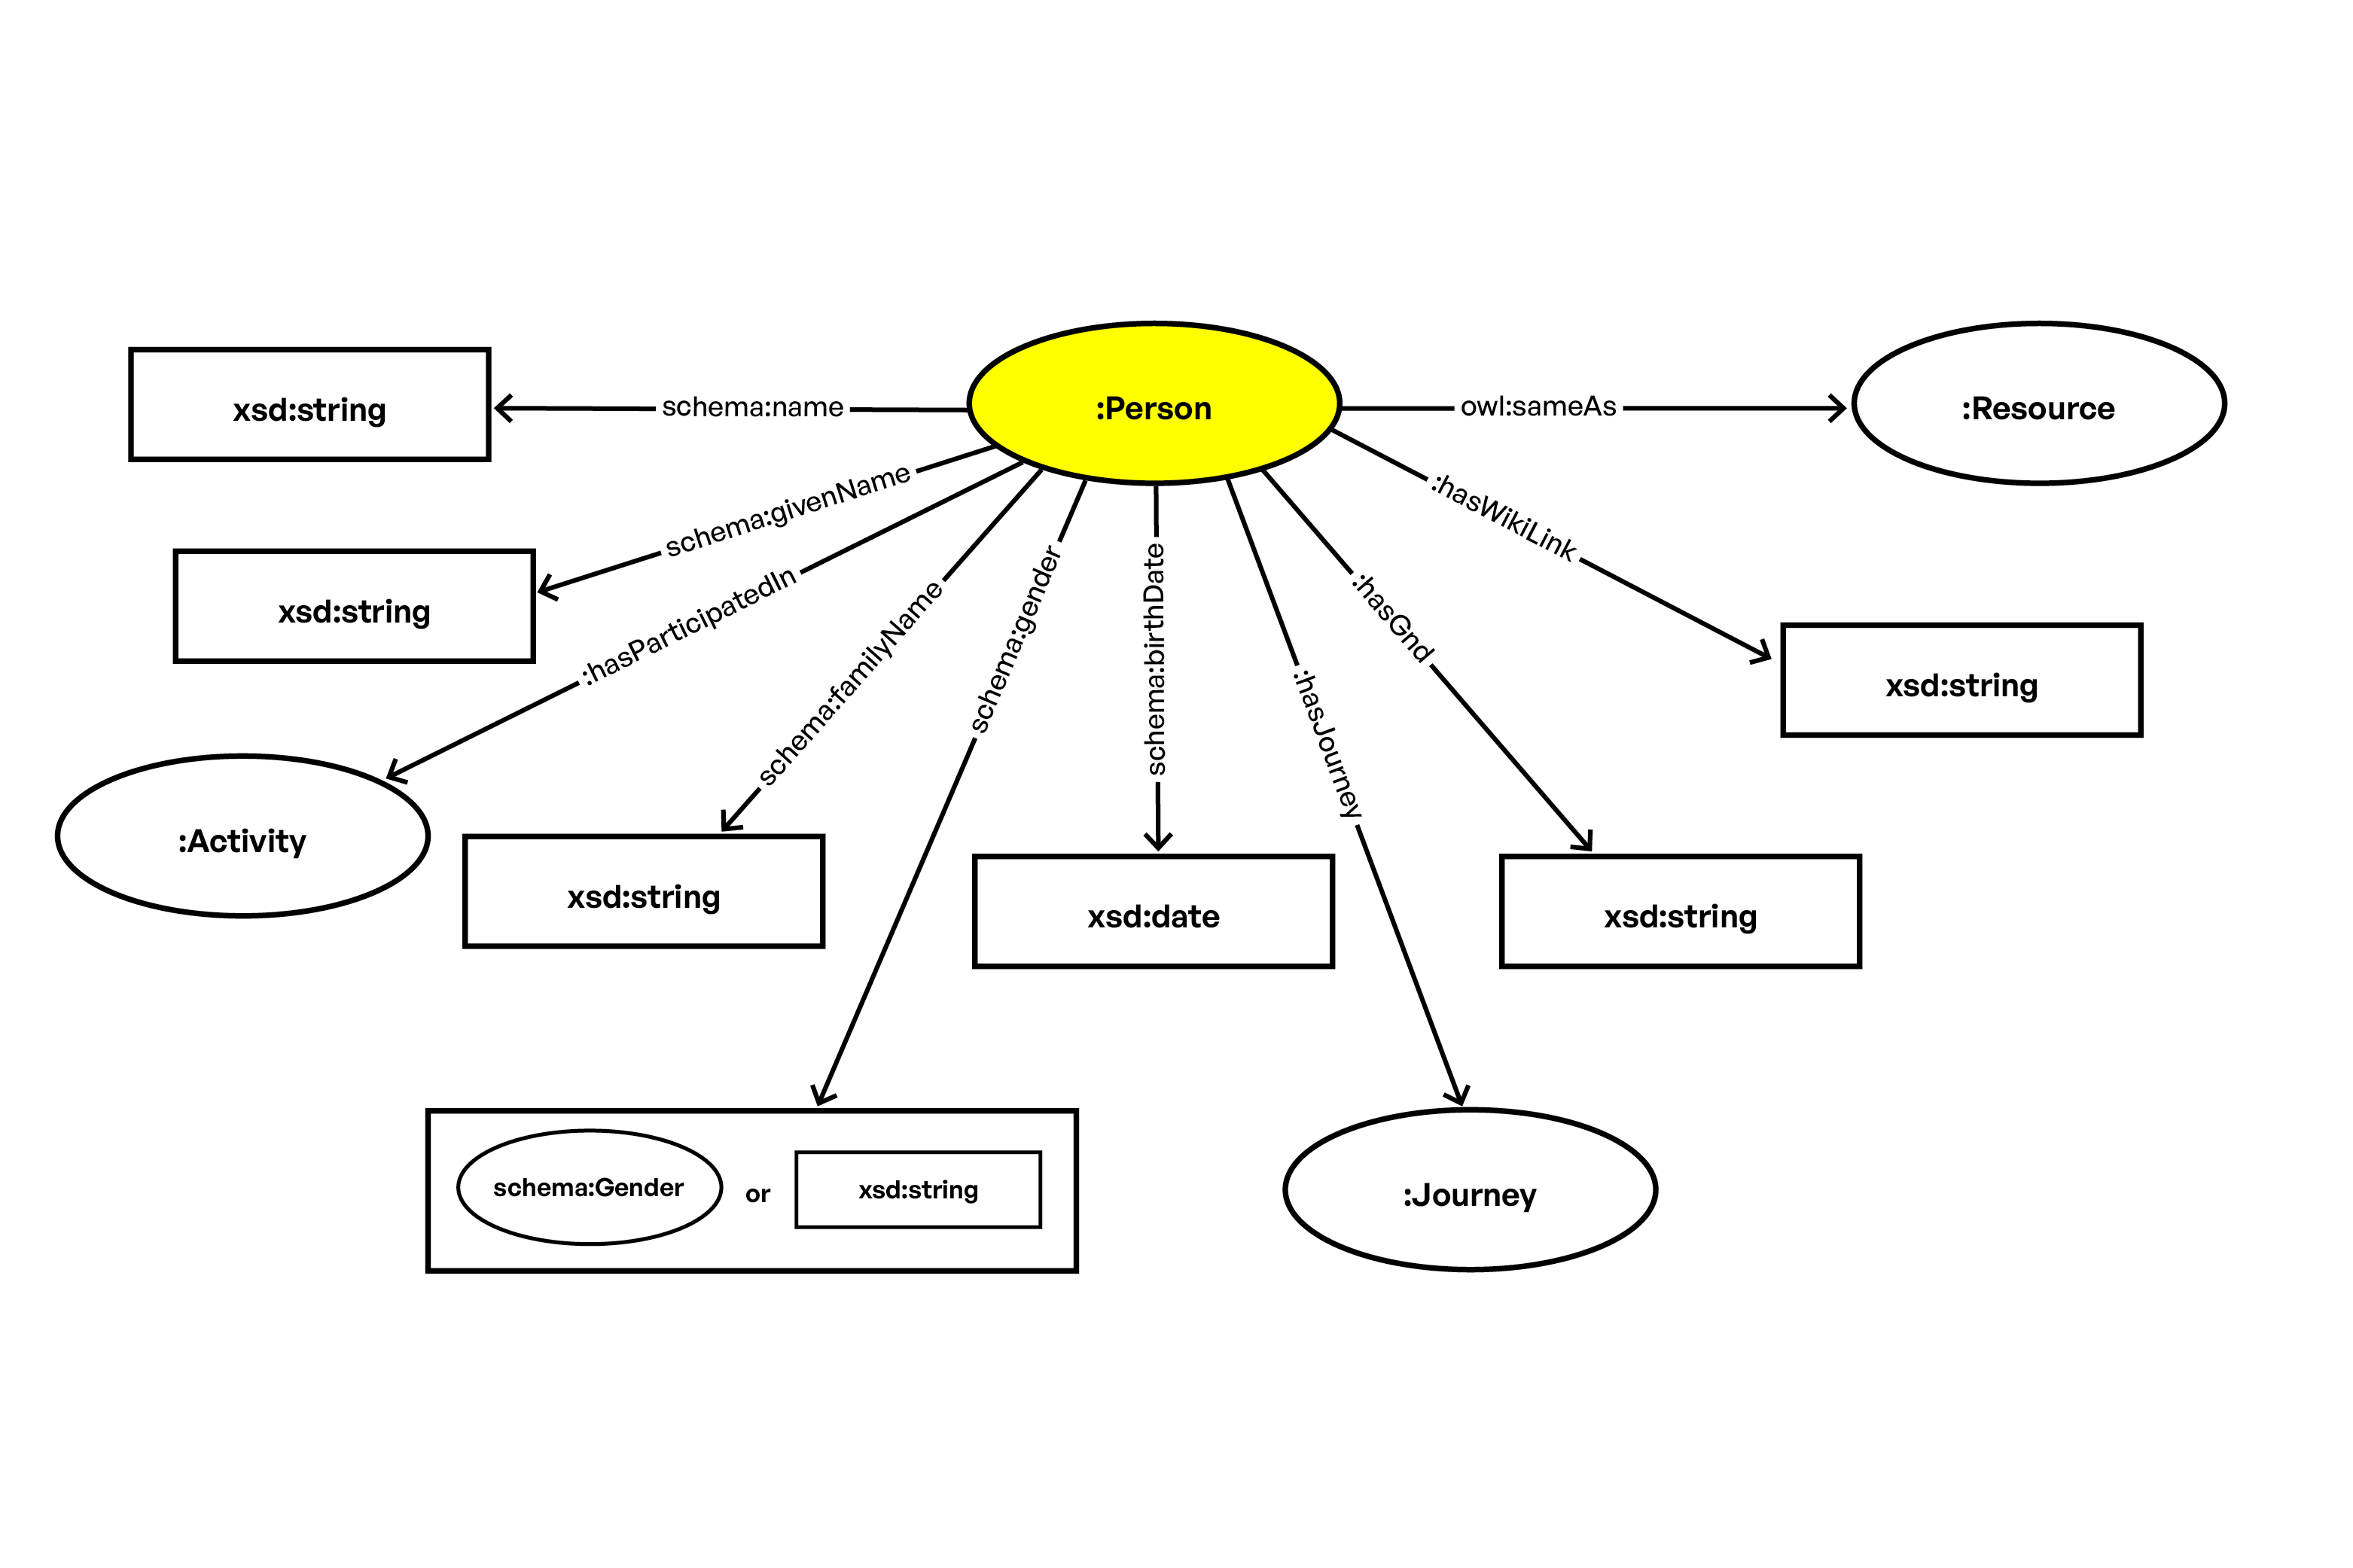 :Person
owl:sameAs
:Resource
schema:name
xsd:string
schema:givenName
xsd:string
:hasWikiLink
xsd:string
:hasParticipatedIn
:Activity
schema:familyName
xsd:string
schema:gender
schema:Gender
or
xsd:string
schema:birthDate
xsd:date
:hasJourney
:Journey
:hasGnd
xsd:string